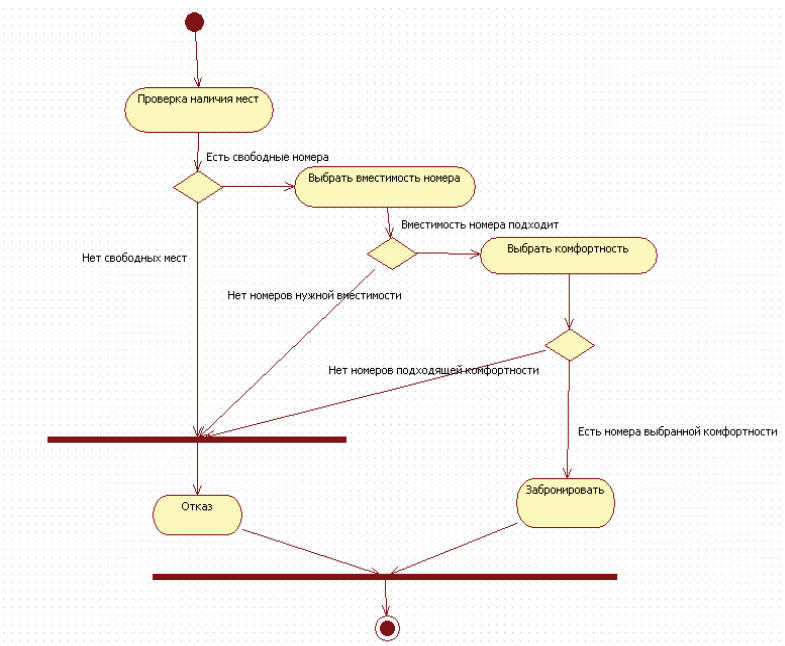 Проверка наличия мест
Есть свободные номера
Выбрать вместимость номера
Вместимость номера подходит
Выбрать комфортность
Нет свободных мест
Нет номеров нужной вместимости
Нет номеров подходящей комфортности
Есть номера выбранной комфортности
Забронировать
Отказ